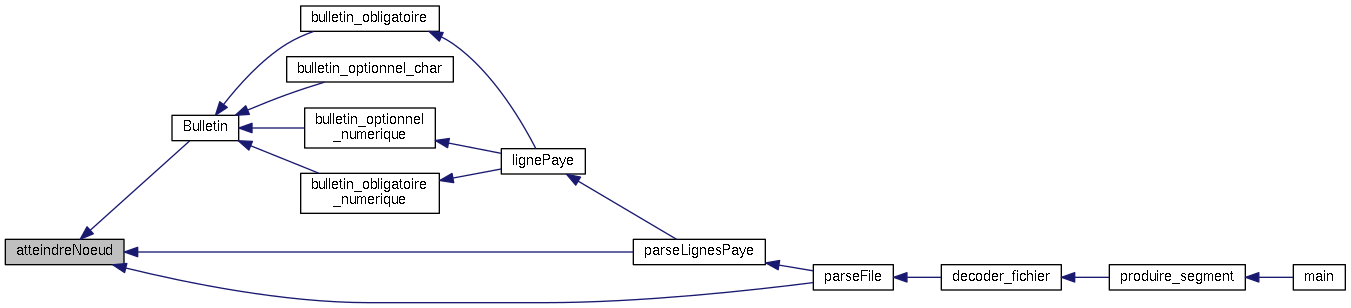 bulletin_obligatoire
bulletin_optionnel_char
Bulletin
bulletin_optionnel
_numerique
lignePaye
bulletin_obligatoire
_numerique
atteindreNoeud
parseLignesPaye
parseFile
decoder_fichier
produire_segment
main